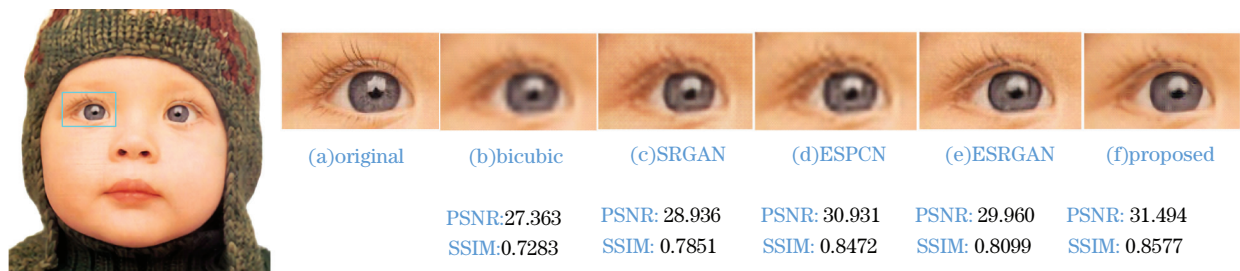 (a)original (b)bicubic (c)SRGAN (d)ESPCN (e)ESRGAN (f)proposed
PSNR:27.363 PSNR: 28.936 PSNR: 30.931 PSNR: 29.960 PSNR: 31.494
SSIM:0.7283 SSIM: 0.7851 SSIM: 0.8472 SSIM: 0.8099 SSIM: 0.8577